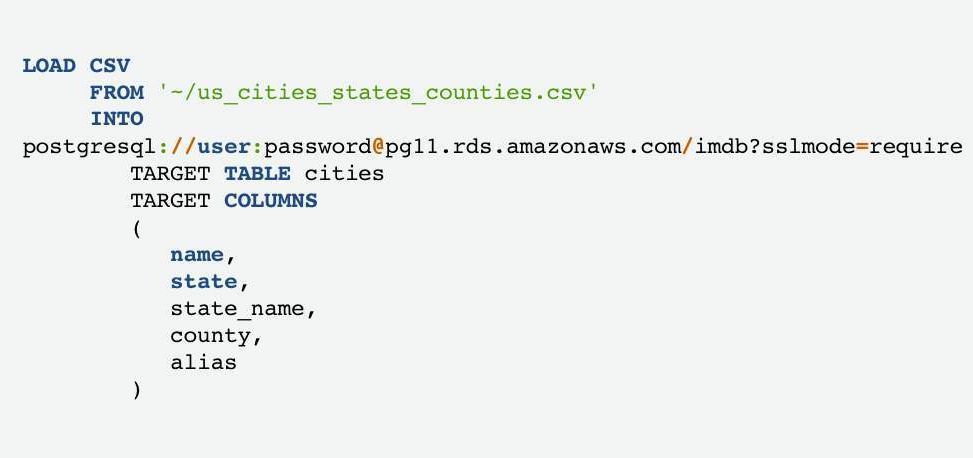 LOAD CSV
FROM '~/us_cities_states_counties.csv'
INTO
postgresql://user:password@pg11.rds.amazonaws.com/imdb?sslmode=require
TARGET TABLE cities
TARGET COLUMNS
(
name,
state,
state_name,
county,
alias
)